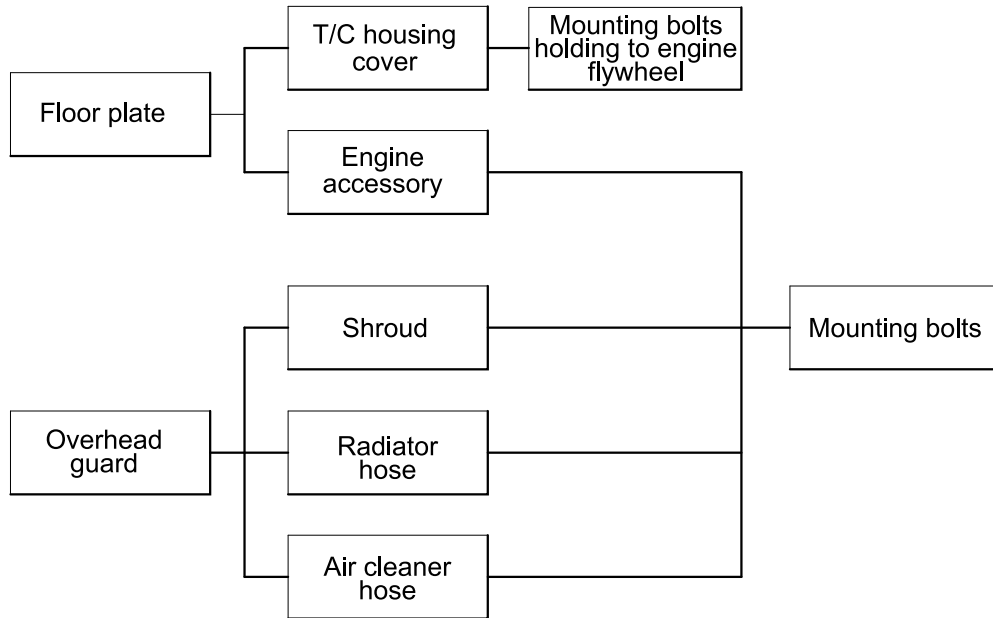 T/C housing
cover
Mounting bolts
holding to engine
flywheel
Floor plate
Engine
accessory
Shroud
Mounting bolts
Overhead
guard
Radiator
hose
Air cleaner
hose